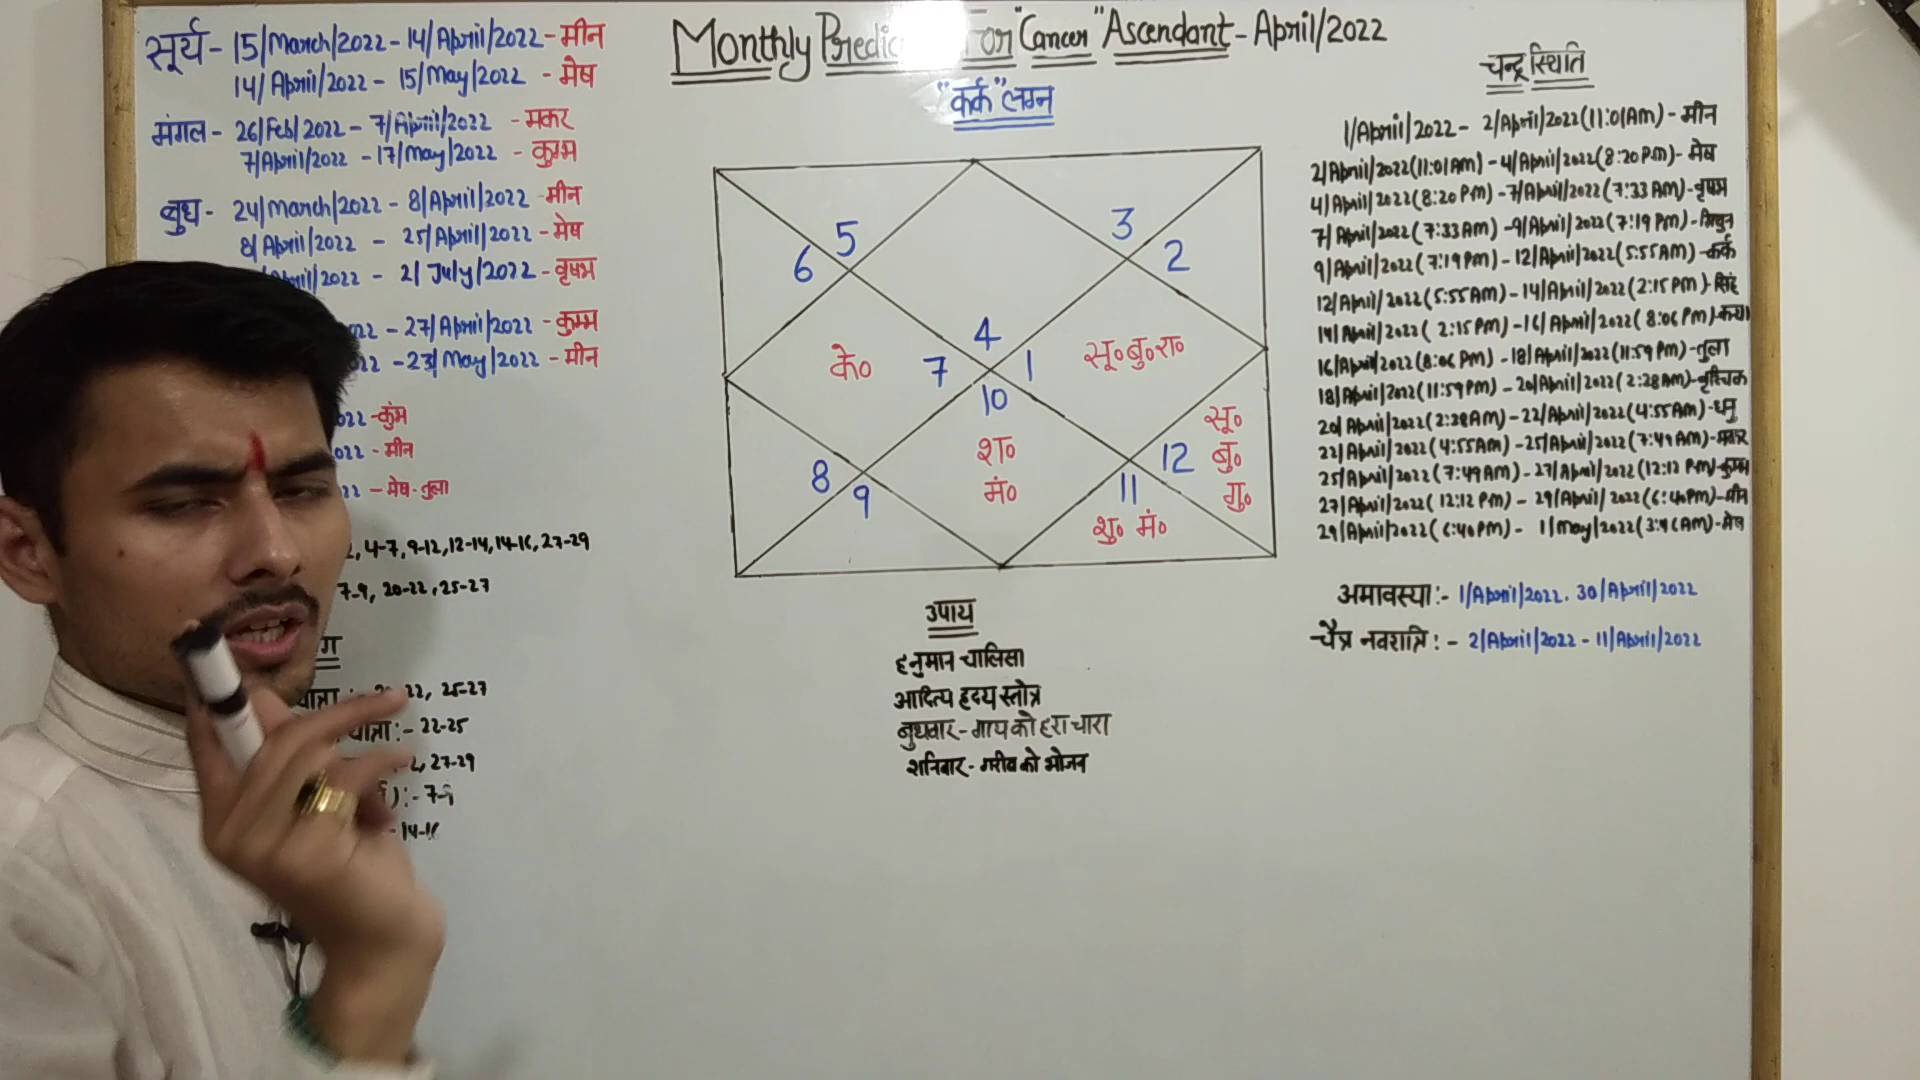 Monthly Predic For "Cancer" Ascendant - April/2022
"कर्क" लग्न
सूर्य - 15/March/2022 - 14/April/2022 - मीन
14/April/2022 - 15/May/2022 - मेष
मंगल - 26/Feb/2022 - 7/April/2022 - मकर
7/April/2022 - 17/May/2022 - कुम्भ
बुध - 24/March/2022 - 8/April/2022 - मीन
8/April/2022 - 25/April/2022 - मेष
- 2/July/2022 - वृषभ
022 - 27/April/2022 - कुम्भ
22 - 23/May/2022 - मीन
022 - कुंभ
022 - मीन
22 - मेष-तुला
2, 4-7, 9-12, 12-14, 14-16, 27-29
7-9, 20-22, 25-27
22, 25-27
:- 22-25
2, 27-29
):- 7-9
- 14-16
5
6
3
2
4
7
1
10
के०
सू०बु०रा०
श०
मं०
8
9
11
12
सू०
बु०
गु०
शु० मं०
उपाय
हनुमान चालिसा
आदित्य हृदय स्तोत्र
बुधवार - गाय को हरा चारा
शनिवार - गरीब को भोजन
चन्द्र स्थिति
1/April/2022 - 2/April/2022(11:01AM) - मीन
2/April/2022(11:01AM) - 4/April/2022(8:20PM) - मेष
4/April/2022(8:20PM) - 7/April/2022(7:33AM) - वृषभ
7/April/2022(7:33AM) - 9/April/2022(7:19PM) - मिथुन
9/April/2022(7:19PM) - 12/April/2022(5:55AM) - कर्क
12/April/2022(5:55AM) - 14/April/2022(2:15PM) - सिंह
14/April/2022(2:15PM) - 16/April/2022(8:06PM) - कन्या
16/April/2022(8:06PM) - 18/April/2022(11:59PM) - तुला
18/April/2022(11:59PM) - 20/April/2022(2:28AM) - वृश्चिक
20/April/2022(2:28AM) - 22/April/2022(4:55AM) - धनु
22/April/2022(4:55AM) - 25/April/2022(7:49AM) - मकर
25/April/2022(7:49AM) - 27/April/2022(12:12PM) - कुम्भ
27/April/2022(12:12PM) - 29/April/2022(6:40PM) - मीन
29/April/2022(6:40PM) - 1/May/2022(3:46AM) - मेष
अमावस्या :- 1/April/2022. 30/April/2022
चैत्र नवरात्रि :- 2/April/2022 - 11/April/2022